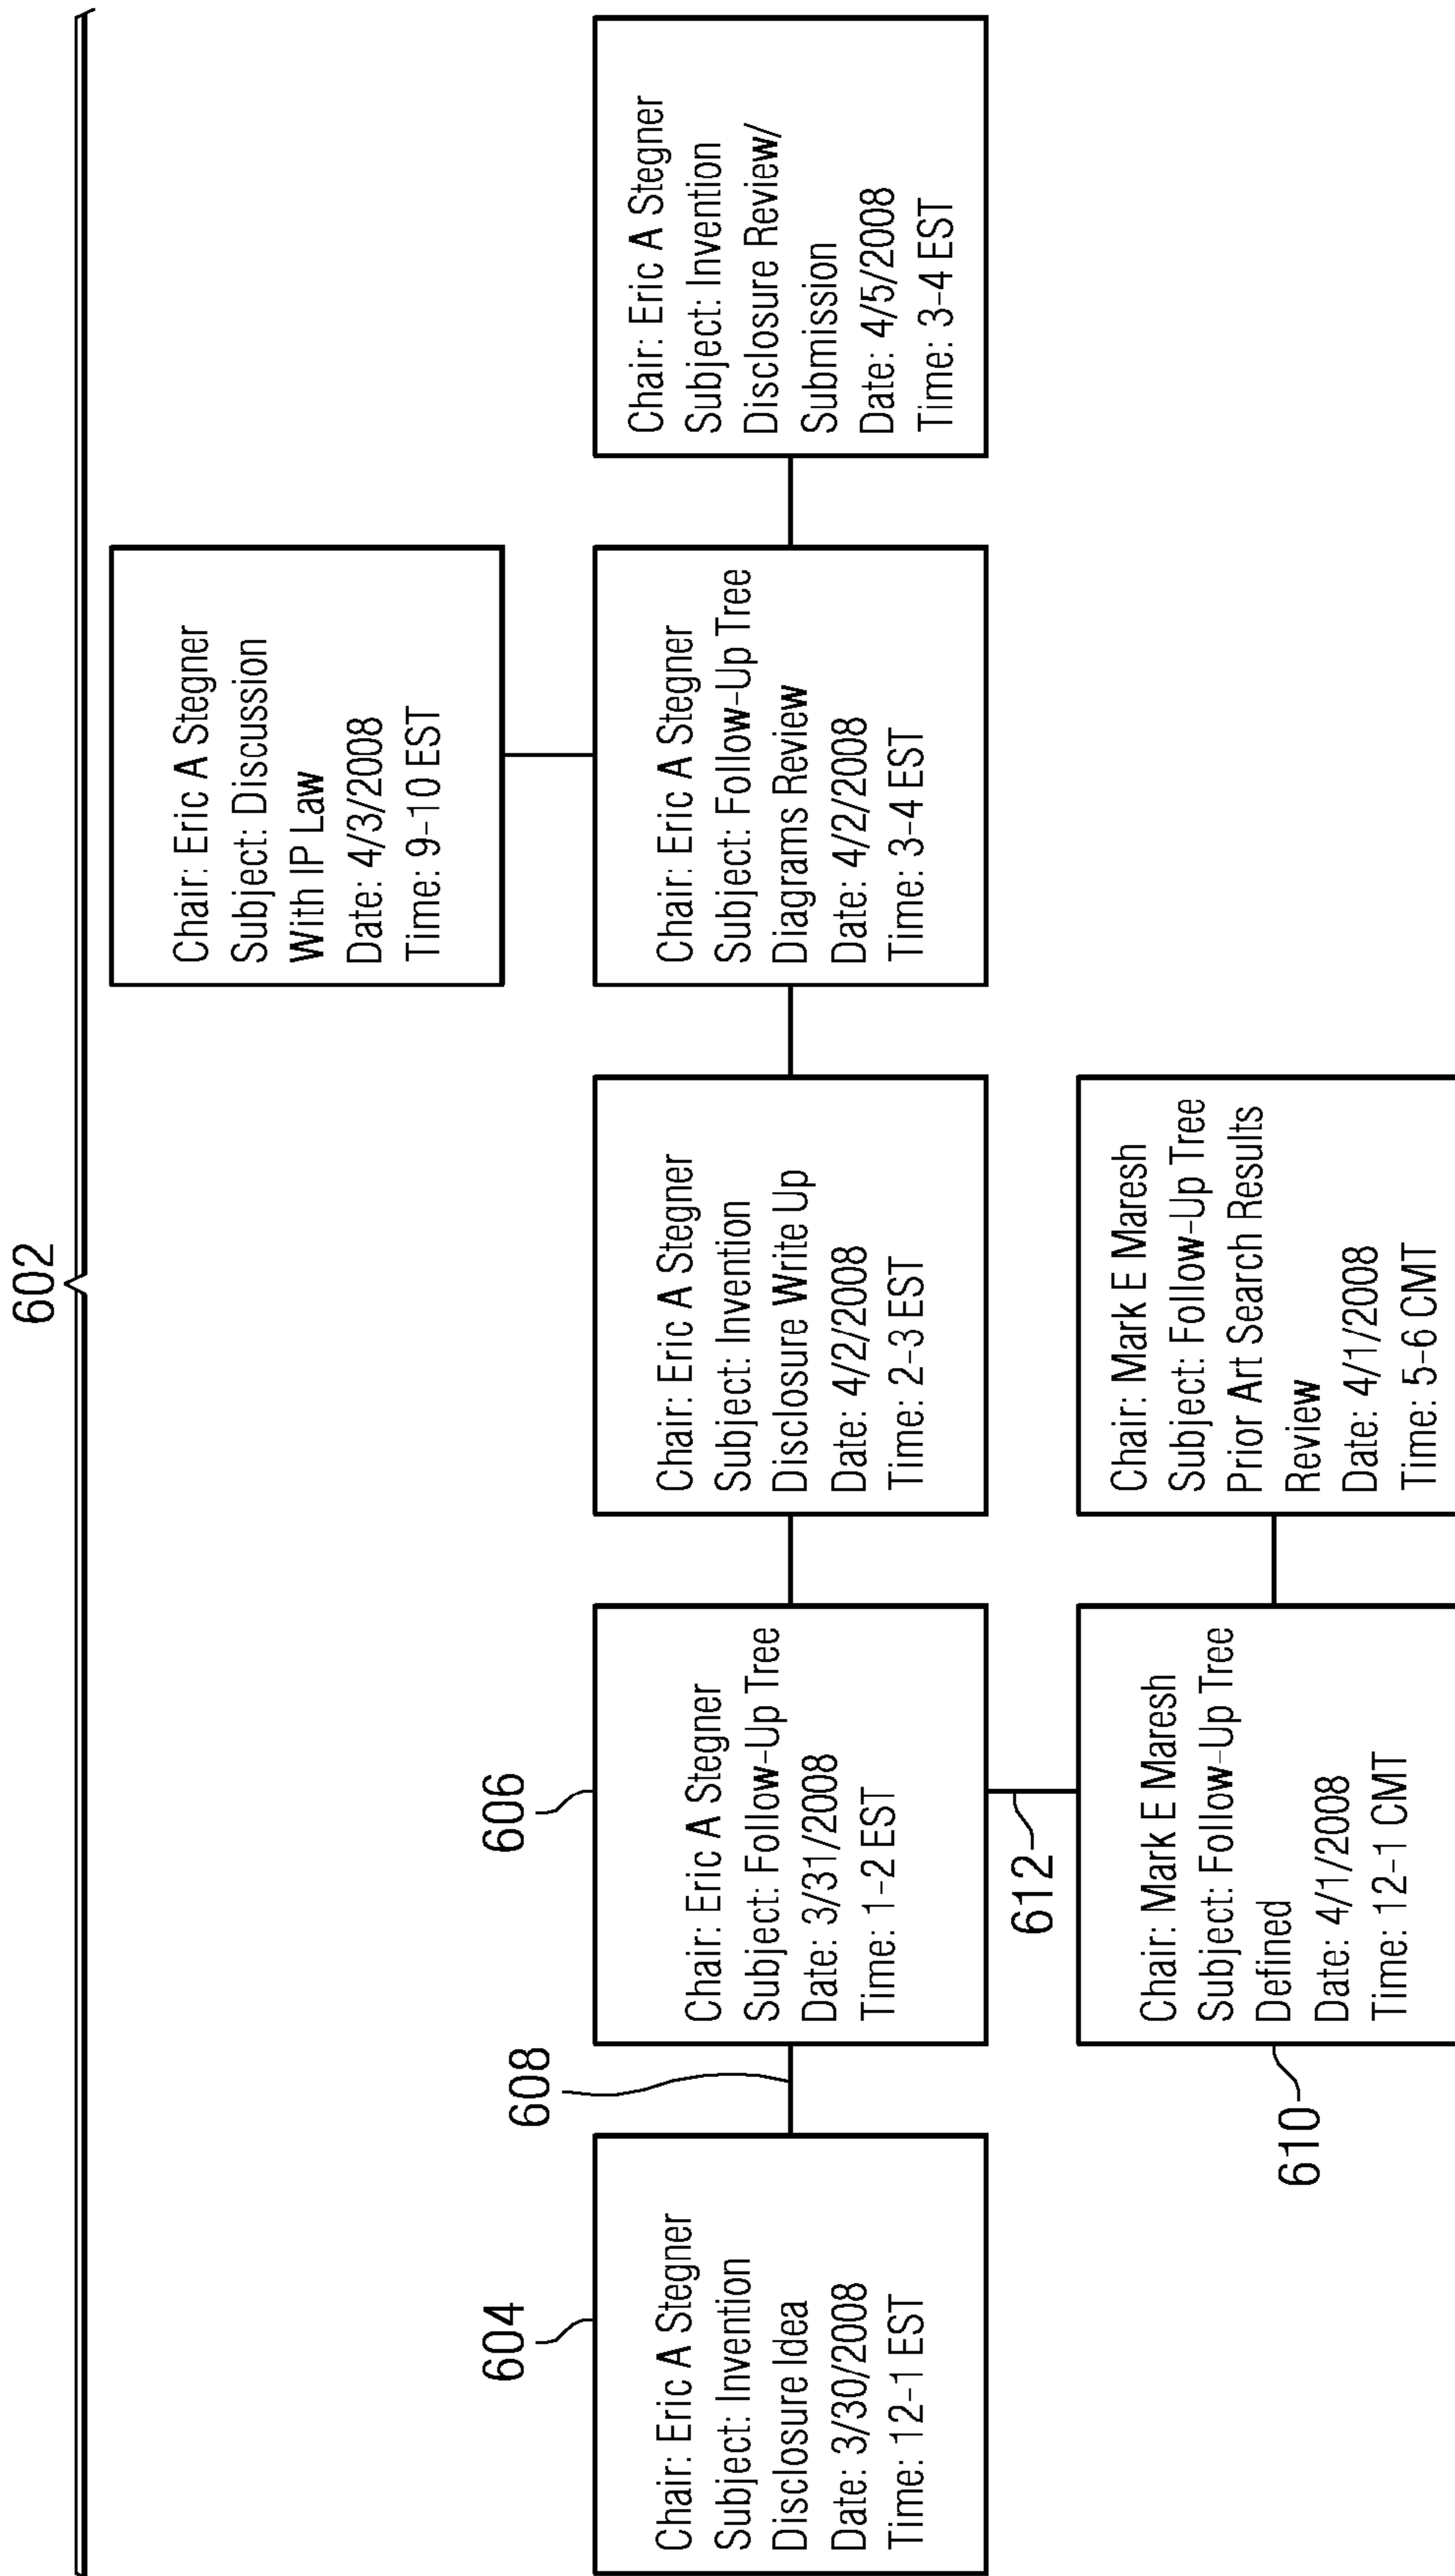 602
Chair: Eric A Stegner
Subject: Discussion
With IP Law
Date: 4/3/2008
Time: 9-10 EST
604
Chair: Eric A Stegner
Subject: Invention
Disclosure Idea
Date: 3/30/2008
Time: 12-1 EST
608
606
Chair: Eric A Stegner
Subject: Follow-Up Tree
Date: 3/31/2008
Time: 1-2 EST
Chair: Eric A Stegner
Subject: Invention
Disclosure Write Up
Date: 4/2/2008
Time: 2-3 EST
Chair: Eric A Stegner
Subject: Follow-Up Tree
Diagrams Review
Date: 4/2/2008
Time: 3-4 EST
Chair: Eric A Stegner
Subject: Invention
Disclosure Review/
Submission
Date: 4/5/2008
Time: 3-4 EST
612
610
Chair: Mark E Maresh
Subject: Follow-Up Tree
Defined
Date: 4/1/2008
Time: 12-1 CMT
Chair: Mark E Maresh
Subject: Follow-Up Tree
Prior Art Search Results
Review
Date: 4/1/2008
Time: 5-6 CMT